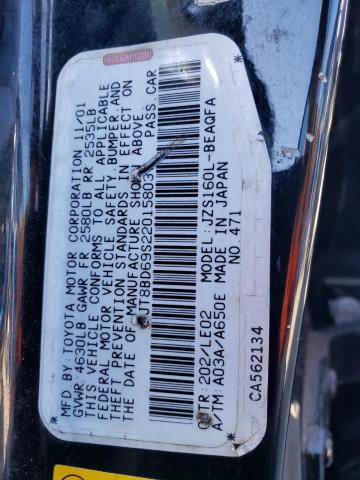 MFD BY: TOYOTA MOTOR CORPORATION 11/01
GVWR 4630LB GAWR FR 2580LB RR 2535LB
THIS VEHICLE CONFORMS TO ALL APPLICABLE
FEDERAL MOTOR VEHICLE SAFETY, BUMPER, AND
THEFT PREVENTION STANDARDS IN EFFECT ON
THE DATE OF MANUFACTURE SHOWN ABOVE
JT8BD69S220158033 PASS. CAR
C/TR: 202/LE02 MODEL: JZS160L-BEAQFA
A/TM: A03A/A650E MADE IN JAPAN
NO. 471
CA562134